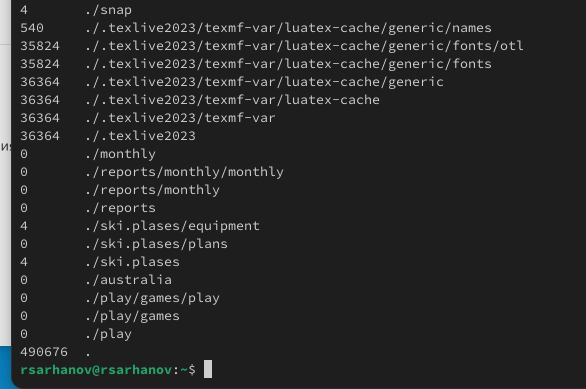 4 ./snap
540 ./.texlive2023/texmf-var/luatex-cache/generic/names
35824 ./.texlive2023/texmf-var/luatex-cache/generic/fonts/otl
35824 ./.texlive2023/texmf-var/luatex-cache/generic/fonts
36364 ./.texlive2023/texmf-var/luatex-cache/generic
36364 ./.texlive2023/texmf-var/luatex-cache
36364 ./.texlive2023/texmf-var
36364 ./.texlive2023
0 ./monthly
0 ./reports/monthly/monthly
0 ./reports/monthly
0 ./reports
4 ./ski.plases/equipment
0 ./ski.plases/plans
4 ./ski.plases
0 ./australia
0 ./play/games/play
0 ./play/games
0 ./play
490676 .
rsarhanov@rsarhanov:~$